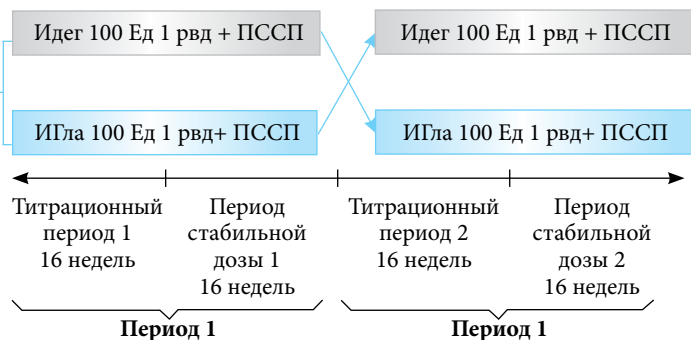 Идег 100 Ед 1 рвд + ПССП
Идег 100 Ед 1 рвд + ПССП
ИГла 100 Ед 1 рвд+ ПССП
ИГла 100 Ед 1 рвд+ ПССП
Титрационный
период 1
16 недель
Период
стабильной
дозы 1
16 недель
Титрационный
период 2
16 недель
Период
стабильной
дозы 2
16 недель
Период 1
Период 1